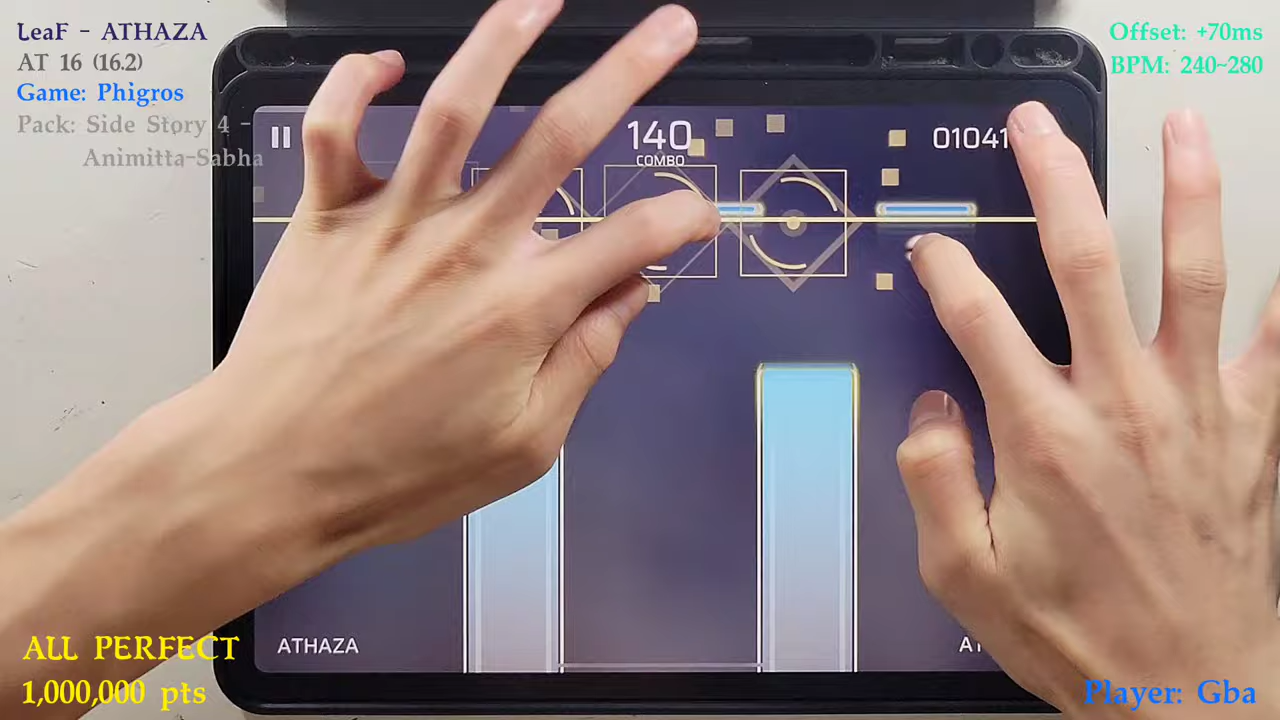 LeaF - ATHAZA
AT 16 (16.2)
Game: Phigros
Pack: Side Story 4 -
Animitta-Sabha
Offset: +70ms
BPM: 240~280
140
COMBO
01041
ATHAZA
AT
ALL PERFECT
1,000,000 pts
Player: Gba